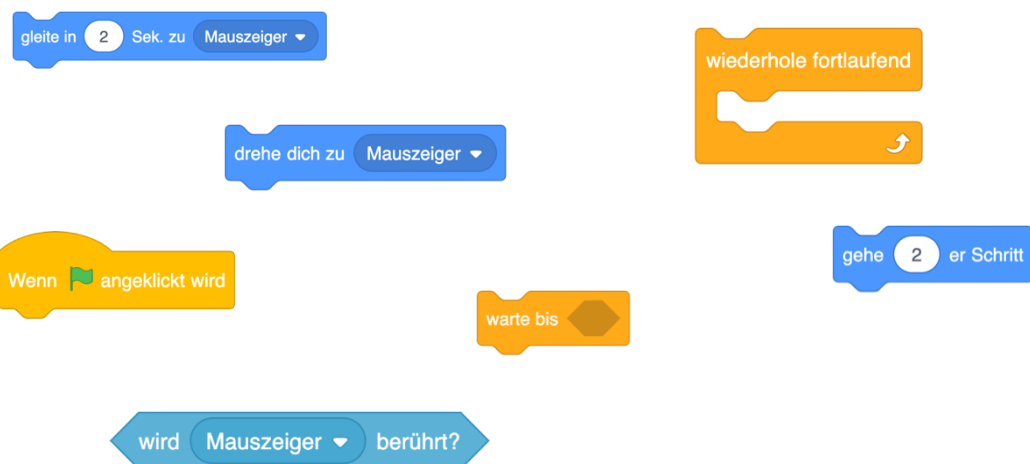 gleite in 2 Sek. zu Mauszeiger
wiederhole fortlaufend
drehe dich zu Mauszeiger
gehe 2 er Schritt
Wenn angeklickt wird
warte bis
wird Mauszeiger berührt?